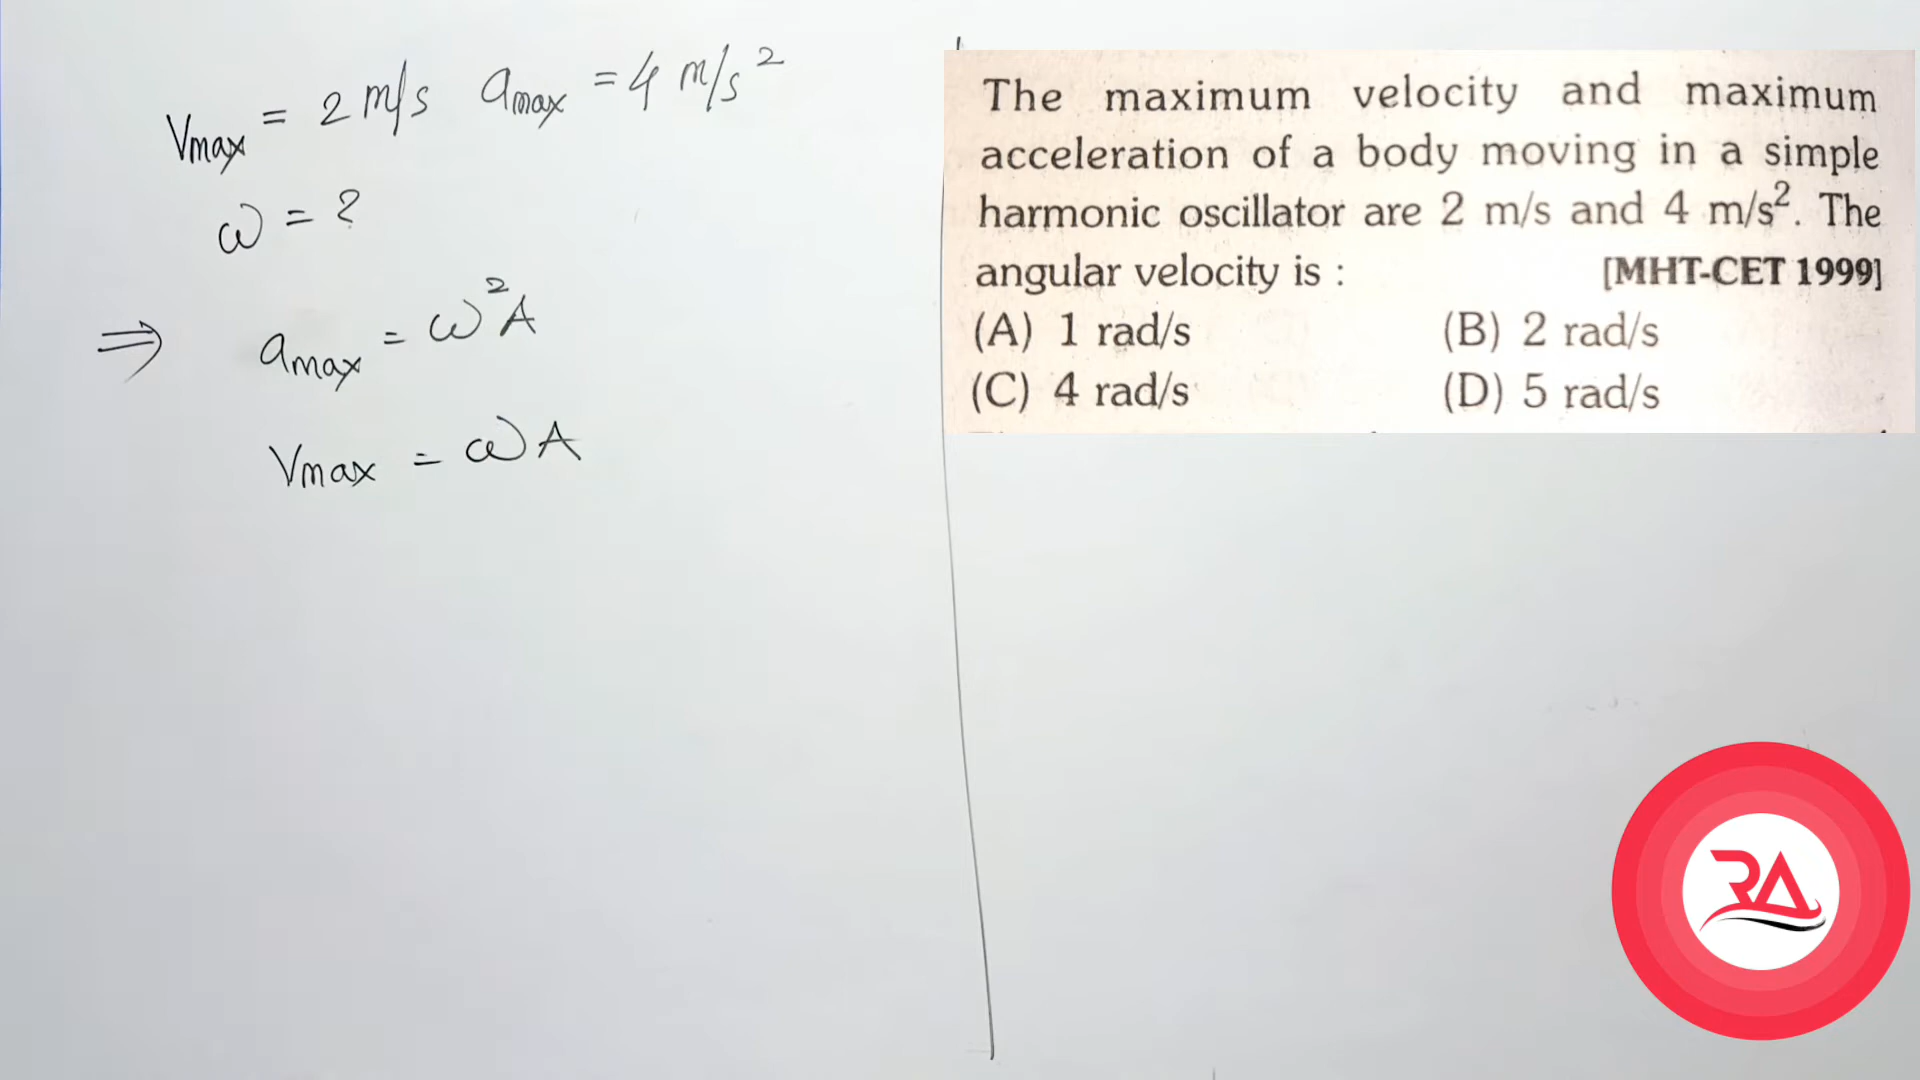 Vmax = 2 m/s amax = 4 m/s²
ω = ?
⇒ amax = ω²A
Vmax = ωA
The maximum velocity and maximum
acceleration of a body moving in a simple
harmonic oscillator are 2 m/s and 4 m/s². The
angular velocity is : [MHT-CET 1999]
(A) 1 rad/s (B) 2 rad/s
(C) 4 rad/s (D) 5 rad/s
RA